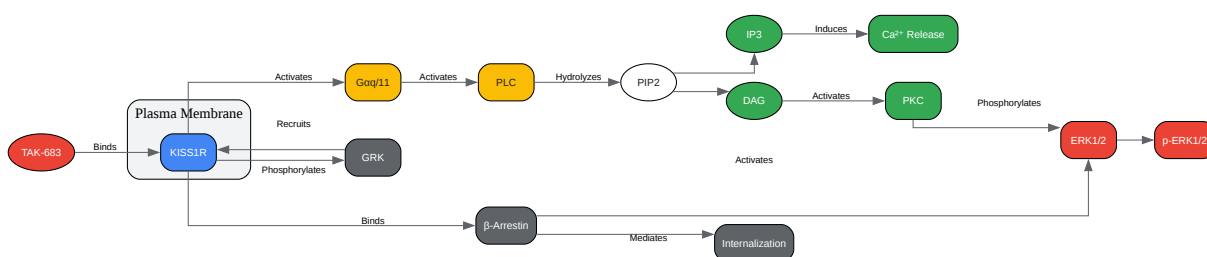 IP3
Induces
Ca²⁺ Release
Activates
Gαq/11
Activates
PLC
Hydrolyzes
PIP2
DAG
Activates
PKC
Phosphorylates
Plasma Membrane
Recruits
TAK-683
Binds
KISS1R
Phosphorylates
GRK
Activates
ERK1/2
p-ERK1/2
Binds
β-Arrestin
Mediates
Internalization